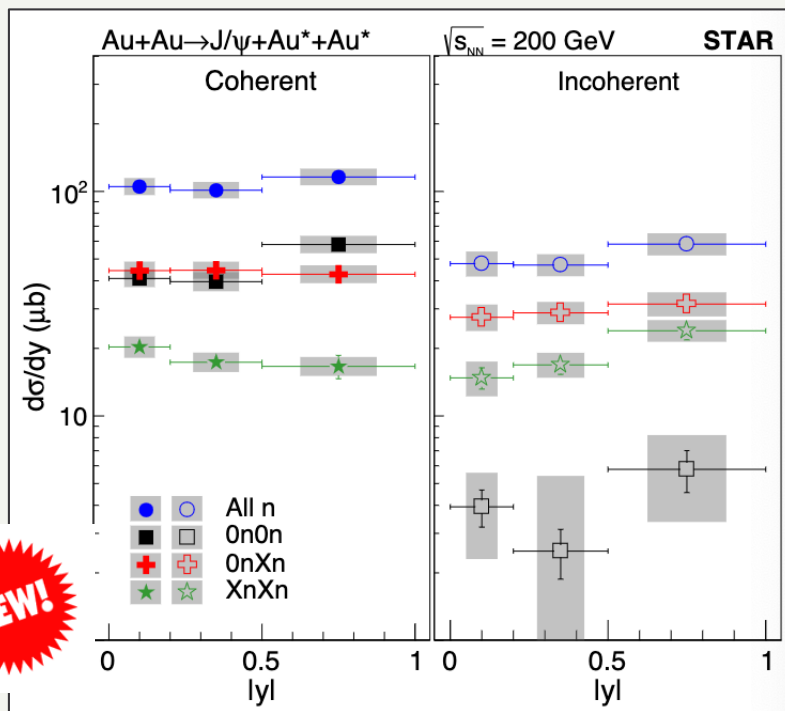 Au+Au→J/ψ+Au*+Au*
√s_NN = 200 GeV
STAR
Coherent
Incoherent
dσ/dy (μb)
10²
10
All n
0n0n
0nXn
XnXn
EW!
0
0.5
1
0
0.5
1
|y|
|y|